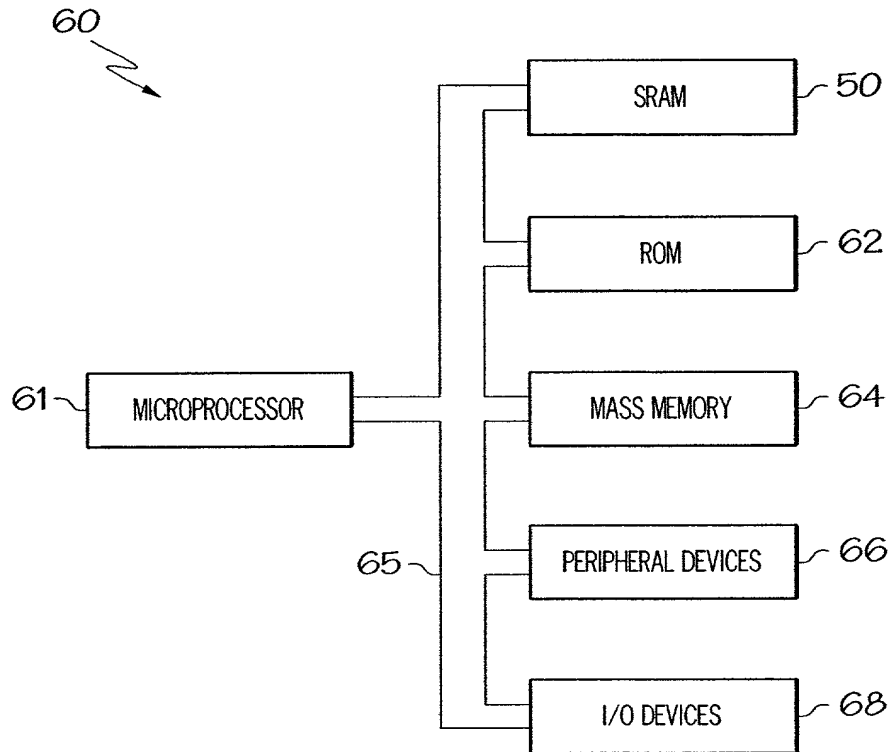 60
SRAM
50
ROM
62
61
MICROPROCESSOR
MASS MEMORY
64
65
PERIPHERAL DEVICES
66
I/O DEVICES
68